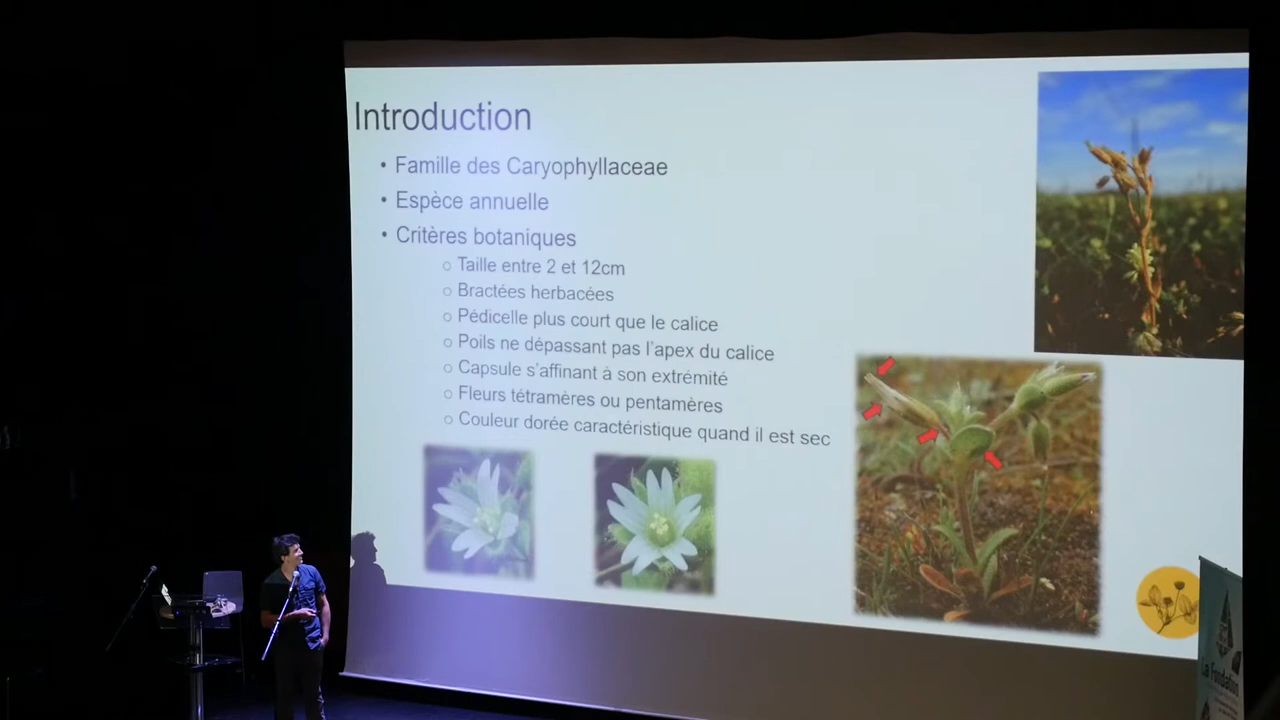 Introduction
• Famille des Caryophyllaceae
• Espèce annuelle
• Critères botaniques
○ Taille entre 2 et 12cm
○ Bractées herbacées
○ Pédicelle plus court que le calice
○ Poils ne dépassant pas l'apex du calice
○ Capsule s'affinant à son extrémité
○ Fleurs tétramères ou pentamères
○ Couleur dorée caractéristique quand il est sec
La Fondation